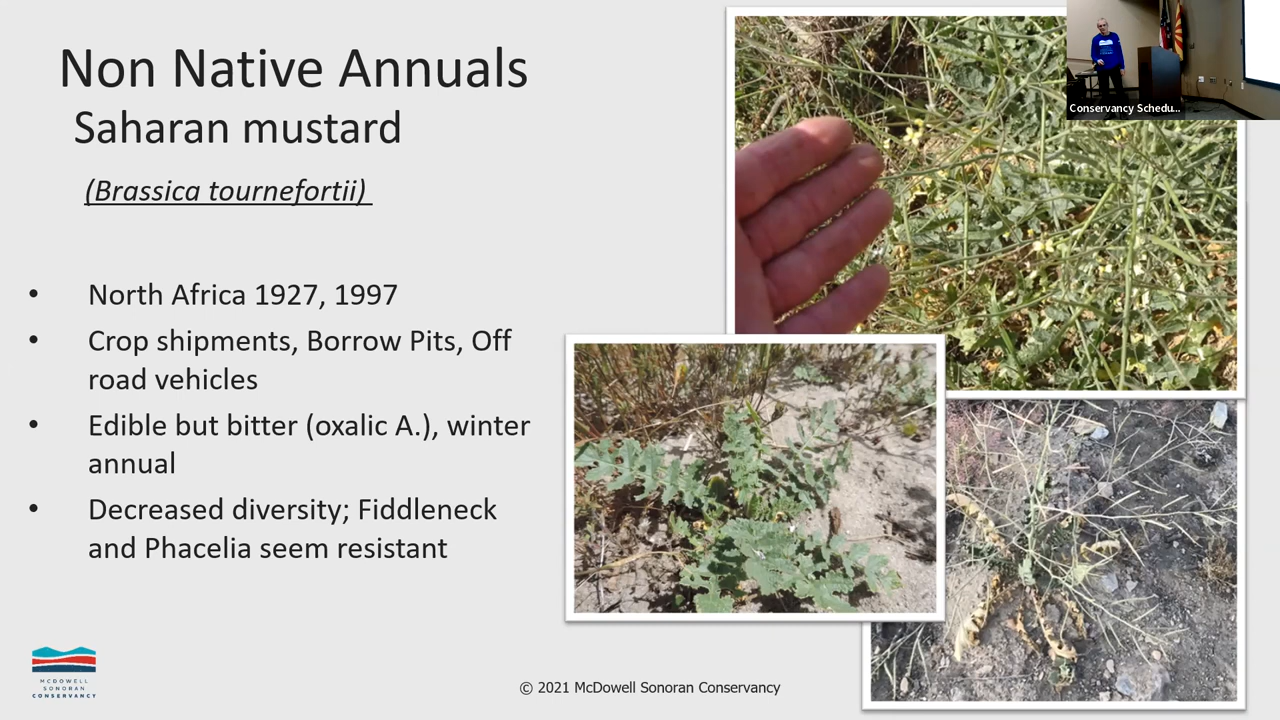 Non Native Annuals
Saharan mustard
(Brassica tournefortii)
• North Africa 1927, 1997
• Crop shipments, Borrow Pits, Off
road vehicles
• Edible but bitter (oxalic A.), winter
annual
• Decreased diversity; Fiddleneck
and Phacelia seem resistant
Conservancy Schedu...
MCDOWELL
SONORAN
CONSERVANCY
© 2021 McDowell Sonoran Conservancy